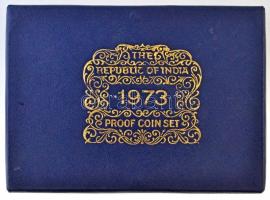 THE
REPUBLIC OF INDIA
1973
PROOF COIN SET